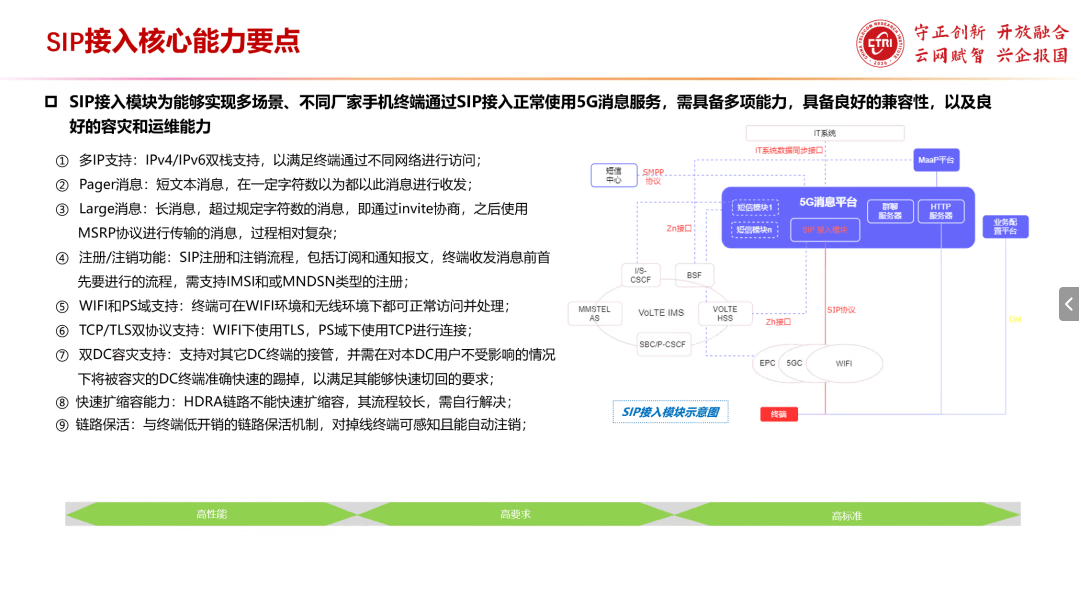 SIP接入核心能力要点
CHINA TELECOM RESEARCH INSTITUTE
CTRI
守正创新 开放融合
云网赋智 兴企报国
SIP接入模块为能够实现多场景、不同厂家手机终端通过SIP接入正常使用5G消息服务，需具备多项能力，具备良好的兼容性，以及良
好的容灾和运维能力
① 多IP支持：IPv4/IPv6双栈支持，以满足终端通过不同网络进行访问；
② Pager消息：短文本消息，在一定字符数以为都以此消息进行收发；
③ Large消息：长消息，超过规定字符数的消息，即通过invite协商，之后使用
MSRP协议进行传输的消息，过程相对复杂；
④ 注册/注销功能：SIP注册和注销流程，包括订阅和通知报文，终端收发消息前首
先要进行的流程，需支持IMSI和或MNDSN类型的注册；
⑤ WIFI和PS域支持：终端可在WIFI环境和无线环境下都可正常访问并处理；
⑥ TCP/TLS双协议支持：WIFI下使用TLS，PS域下使用TCP进行连接；
⑦ 双DC容灾支持：支持对其它DC终端的接管，并需在对本DC用户不受影响的情况
下将被容灾的DC终端准确快速的踢掉，以满足其能够快速切回的要求；
⑧ 快速扩缩容能力：HDRA链路不能快速扩缩容，其流程较长，需自行解决；
⑨ 链路保活：与终端低开销的链路保活机制，对掉线终端可感知且能自动注销；
IT系统
IT系统数据同步接口
MaaP平台
短信
中心
SMPP
协议
5G消息平台
短信模块1
短信模块n
SIP 接入模块
群聊
服务器
HTTP
服务器
业务配
置平台
Zn接口
I/S-
CSCF
BSF
MMSTEL
AS
VoLTE IMS
VOLTE
HSS
SBC/P-CSCF
Zh接口
SIP协议
EPC
5GC
WIFI
终端
SIP接入模块示意图
高性能
高要求
高标准